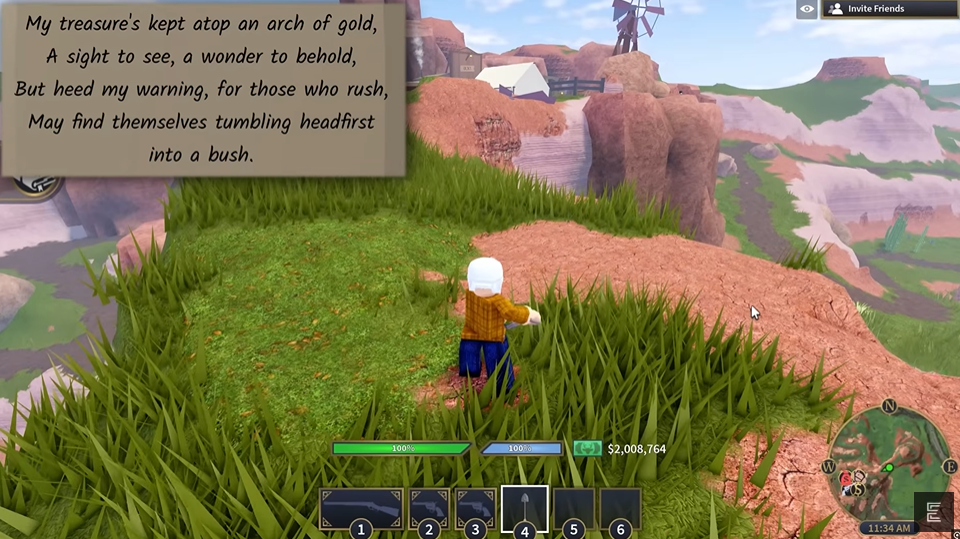 My treasure's kept atop an arch of gold,
A sight to see, a wonder to behold,
But heed my warning, for those who rush,
May find themselves tumbling headfirst
into a bush.
Invite Friends
100%
100%
$2,008,764
1
2
3
4
5
6
N
W
E
S
11:34 AM
E